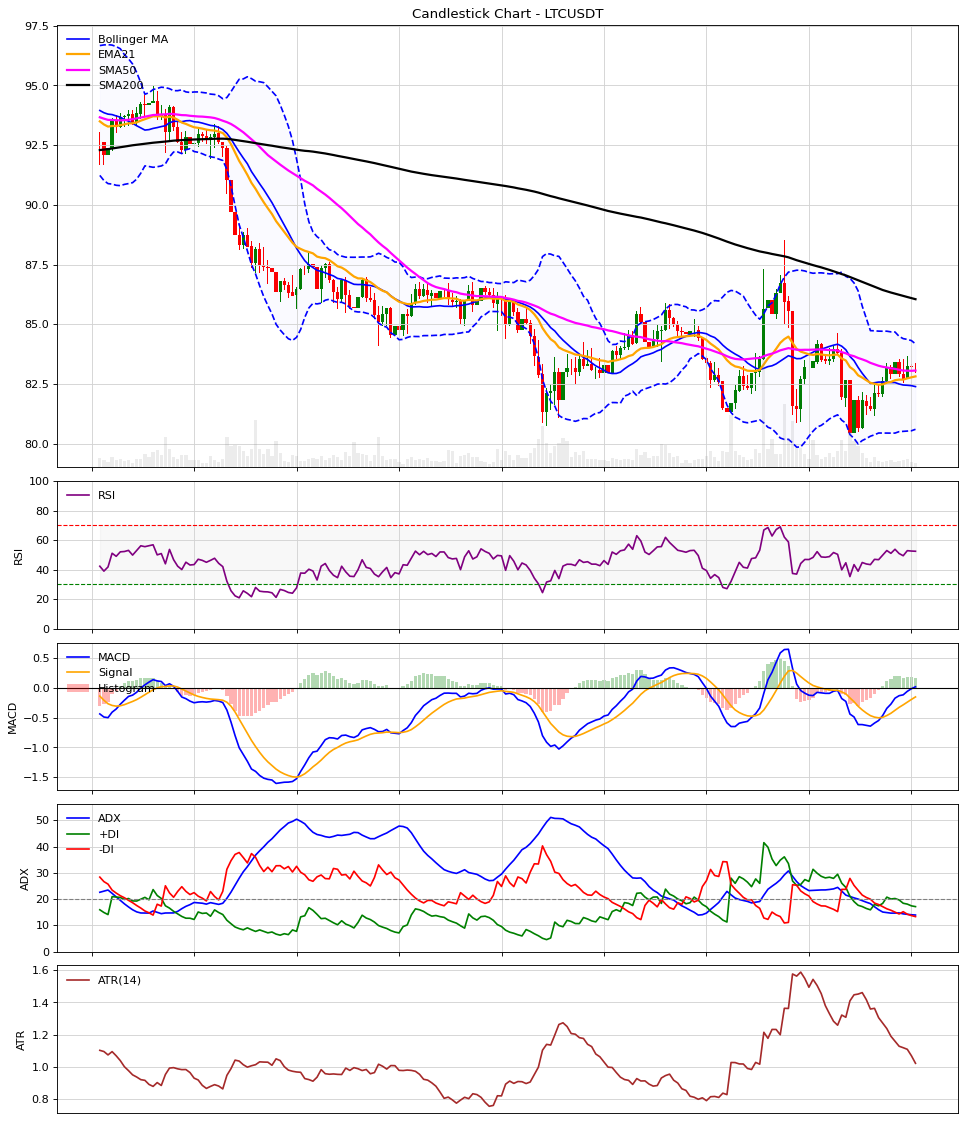 Candlestick Chart - LTCUSDT
97.5
95.0
92.5
90.0
87.5
85.0
82.5
80.0
Bollinger MA
EMA21
SMA50
SMA200
100
80
60
40
20
0
RSI
RSI
0.5
0.0
−0.5
−1.0
−1.5
MACD
MACD
Signal
Histogram
50
40
30
20
10
0
ADX
ADX
+DI
-DI
1.6
1.4
1.2
1.0
0.8
ATR
ATR(14)